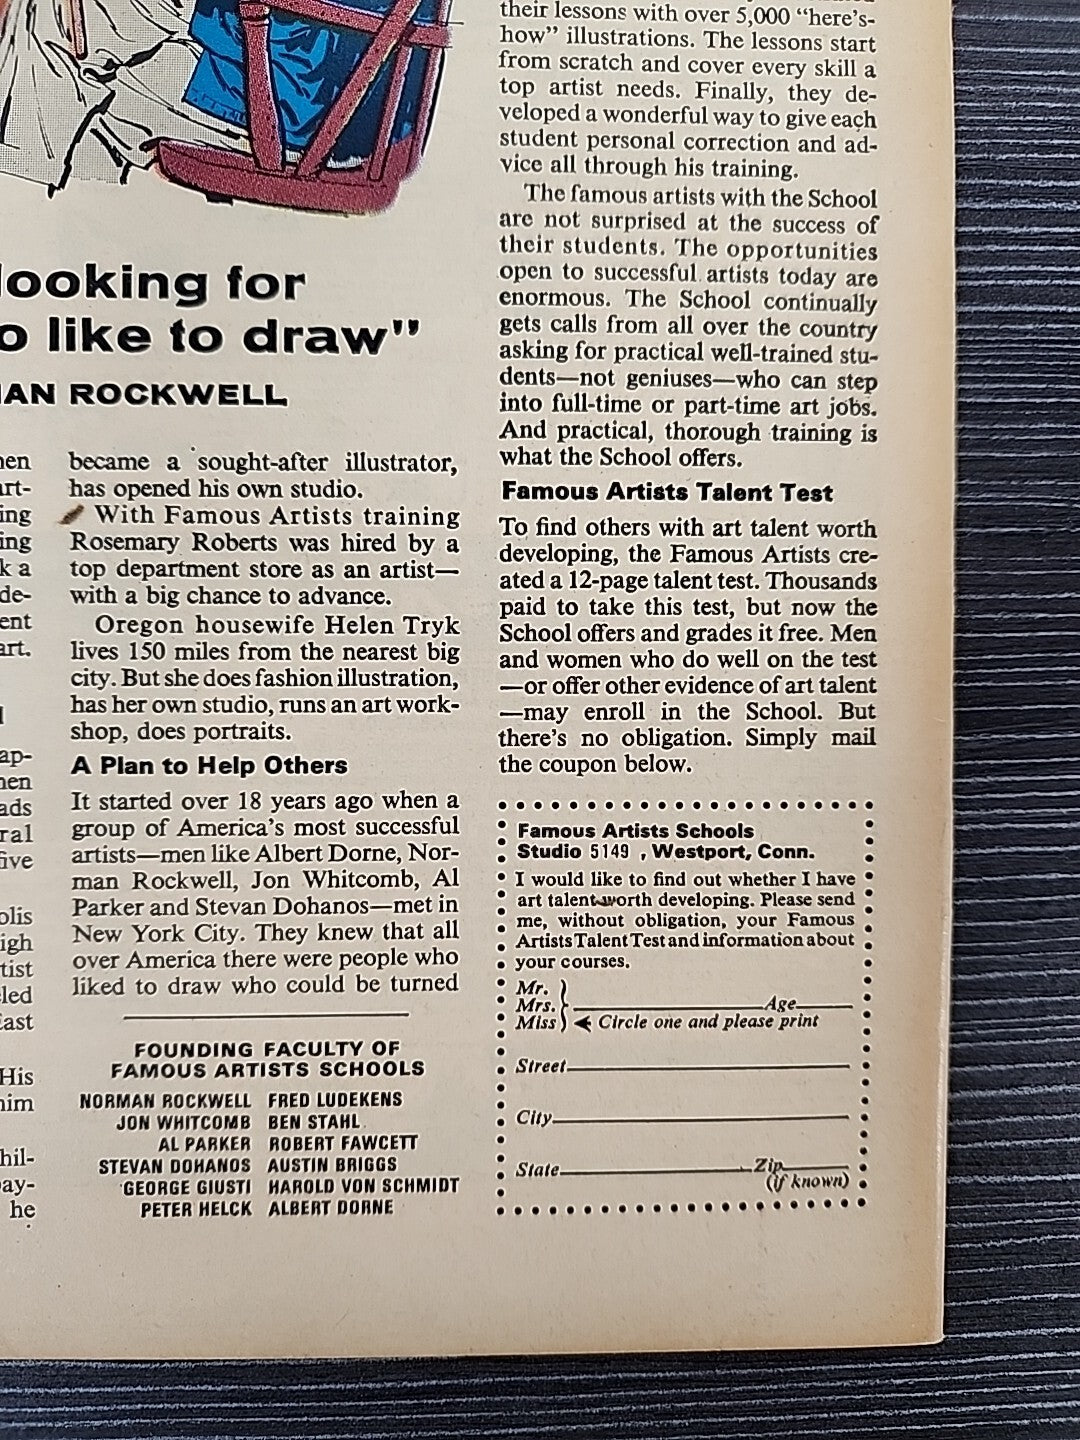 looking for
o like to draw"
AN ROCKWELL
ing
ing
k a
de-
ent
art.
ap-
ads
ral
five
olis
igh
tist
led
East
His
him
hil-
ay-
he
became a sought-after illustrator,
has opened his own studio.
With Famous Artists training
Rosemary Roberts was hired by a
top department store as an artist—
with a big chance to advance.
Oregon housewife Helen Tryk
lives 150 miles from the nearest big
city. But she does fashion illustration,
has her own studio, runs an art work-
shop, does portraits.
A Plan to Help Others
It started over 18 years ago when a
group of America's most successful
artists—men like Albert Dorne, Nor-
man Rockwell, Jon Whitcomb, Al
Parker and Stevan Dohanos—met in
New York City. They knew that all
over America there were people who
liked to draw who could be turned
FOUNDING FACULTY OF
FAMOUS ARTISTS SCHOOLS
NORMAN ROCKWELL FRED LUDEKENS
JON WHITCOMB BEN STAHL
AL PARKER ROBERT FAWCETT
STEVAN DOHANOS AUSTIN BRIGGS
GEORGE GIUSTI HAROLD VON SCHMIDT
PETER HELCK ALBERT DORNE
their lessons with over 5,000 "here's-
how" illustrations. The lessons start
from scratch and cover every skill a
top artist needs. Finally, they de-
veloped a wonderful way to give each
student personal correction and ad-
vice all through his training.
The famous artists with the School
are not surprised at the success of
their students. The opportunities
open to successful artists today are
enormous. The School continually
gets calls from all over the country
asking for practical well-trained stu-
dents—not geniuses—who can step
into full-time or part-time art jobs.
And practical, thorough training is
what the School offers.
Famous Artists Talent Test
To find others with art talent worth
developing, the Famous Artists cre-
ated a 12-page talent test. Thousands
paid to take this test, but now the
School offers and grades it free. Men
and women who do well on the test
—or offer other evidence of art talent
—may enroll in the School. But
there's no obligation. Simply mail
the coupon below.
Famous Artists Schools
Studio 5149 , Westport, Conn.
I would like to find out whether I have
art talent worth developing. Please send
me, without obligation, your Famous
Artists Talent Test and information about
your courses.
Mr.
Mrs. Age
Miss Circle one and please print
Street
City
State Zip
(if known)